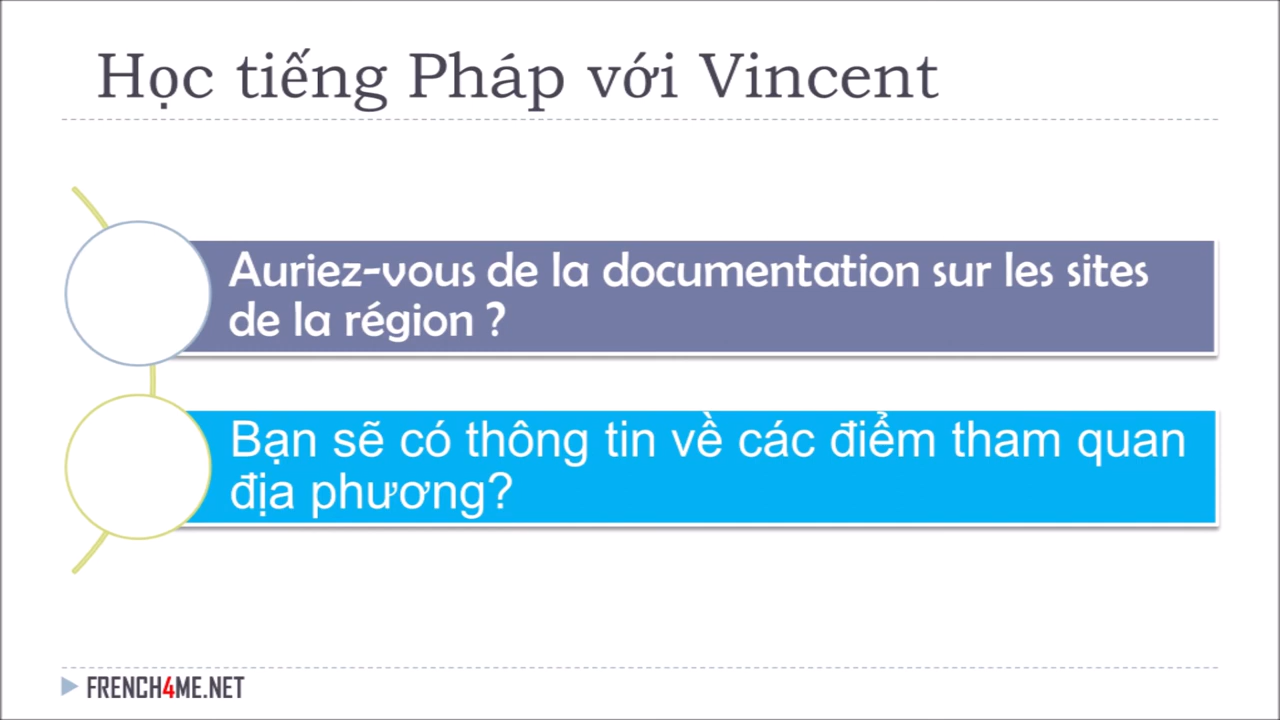 Học tiếng Pháp với Vincent
Auriez-vous de la documentation sur les sites
de la région ?
Bạn sẽ có thông tin về các điểm tham quan
địa phương?
FRENCH4ME.NET